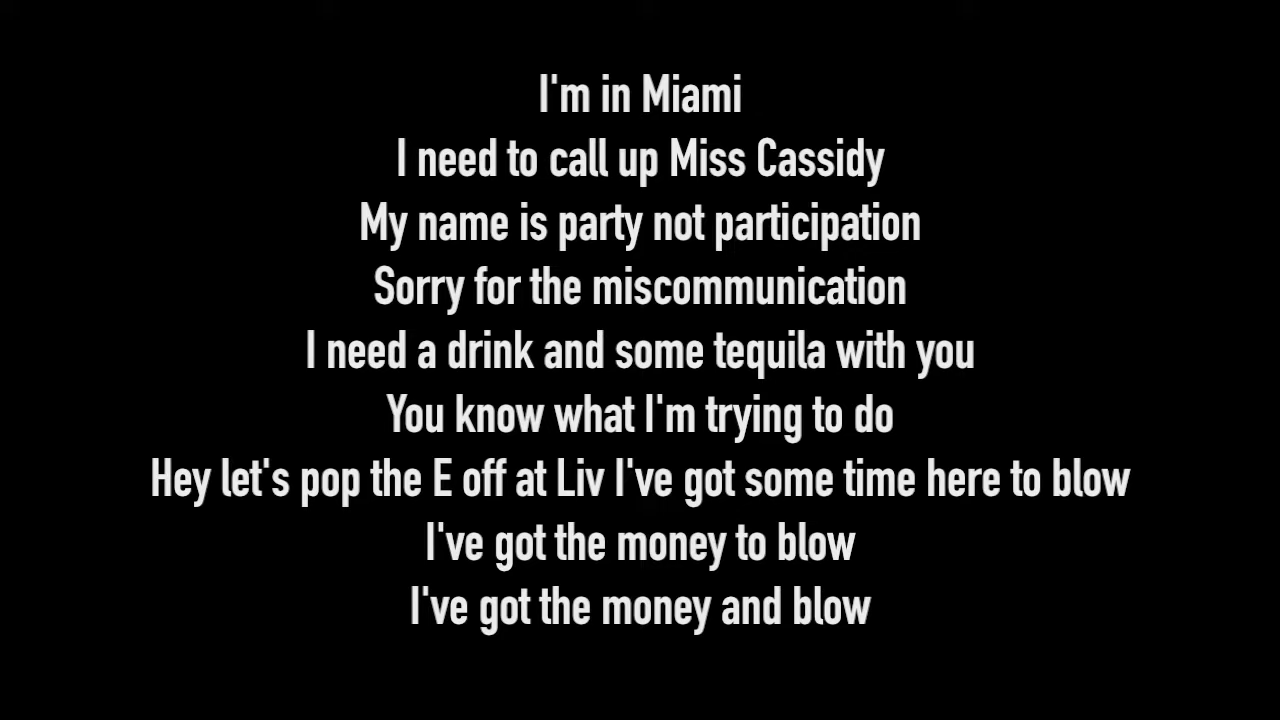 I'm in Miami
I need to call up Miss Cassidy
My name is party not participation
Sorry for the miscommunication
I need a drink and some tequila with you
You know what I'm trying to do
Hey let's pop the E off at Liv I've got some time here to blow
I've got the money to blow
I've got the money and blow